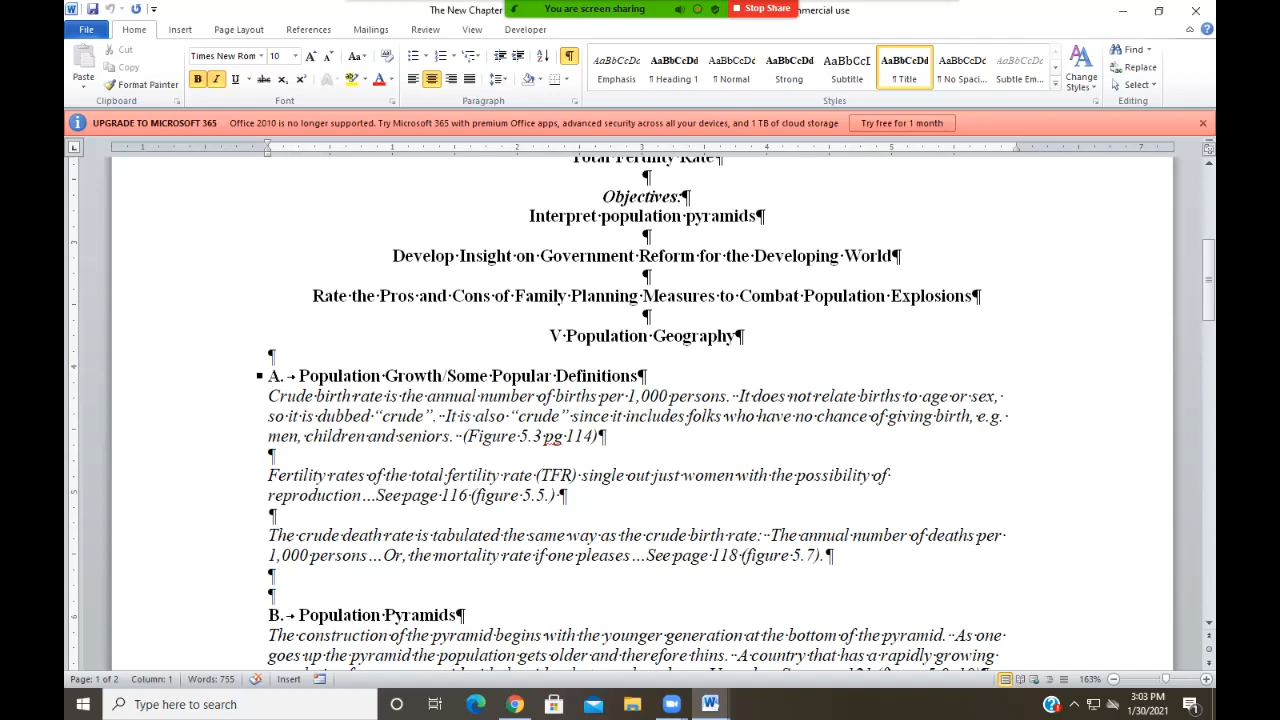 The New Chapter
mmercial use
You are screen sharing
Stop Share
File
Home
Insert
Page Layout
References
Mailings
Review
View
Developer
Paste
Cut
Copy
Format Painter
Clipboard
Times New Rom
10
Font
Paragraph
AaBbCcDc AaBbCcDd AaBbCcDc AaBbCcDd AaBbCcI AaBbCcDd AaBbCcDd AaBbCcDc
Emphasis ¶ Heading 1 ¶ Normal Strong Subtitle ¶ Title ¶ No Spaci... Subtle Em...
Styles
Change Styles
Find
Replace
Select
Editing
UPGRADE TO MICROSOFT 365 Office 2010 is no longer supported. Try Microsoft 365 with premium Office apps, advanced security across all your devices, and 1 TB of cloud storage Try free for 1 month
1 1 2 3 4 5 7
Total·Fertility·Rate¶
¶
Objectives:¶
Interpret·population·pyramids¶
¶
Develop·Insight·on·Government·Reform·for·the·Developing·World¶
¶
Rate·the·Pros·and·Cons·of·Family·Planning·Measures·to·Combat·Population·Explosions¶
¶
V·Population·Geography¶
¶
A.→Population·Growth/Some·Popular·Definitions¶
Crude·birth·rate·is·the·annual·number·of·births·per·1,000·persons.··It·does·not·relate·births·to·age·or·sex,·
so·it·is·dubbed·“crude”.··It·is·also·“crude”·since·it·includes·folks·who·have·no·chance·of·giving·birth,·e.g.·
men,·children·and·seniors.··(Figure·5.3·pg·114)¶
¶
Fertility·rates·of·the·total·fertility·rate·(TFR)·single·out·just·women·with·the·possibility·of·
reproduction…See·page·116·(figure·5.5.)·¶
¶
The·crude·death·rate·is·tabulated·the·same·way·as·the·crude·birth·rate:··The·annual·number·of·deaths·per·
1,000·persons…Or,·the·mortality·rate·if·one·pleases…See·page·118·(figure·5.7).¶
¶
¶
B.→Population·Pyramids¶
The·construction·of·the·pyramid·begins·with·the·younger·generation·at·the·bottom·of·the·pyramid.··As·one·
goes·up·the·pyramid·the·population·gets·older·and·therefore·thins.··A·country·that·has·a·rapidly·growing·
Page: 1 of 2 Column: 1 Words: 755 Insert 163%
Type here to search
3:03 PM
1/30/2021